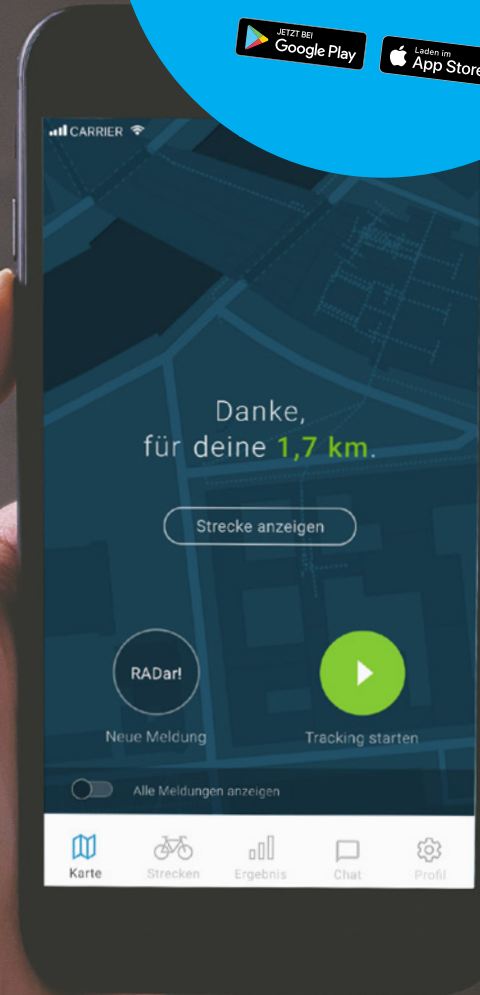 JETZT BEI
Google Play
Laden im
App Store
CARRIER
Danke,
für deine 1,7 km.
Strecke anzeigen
RADar!
Neue Meldung
Tracking starten
Alle Meldungen anzeigen
Karte
Strecken
Ergebnis
Chat
Profil